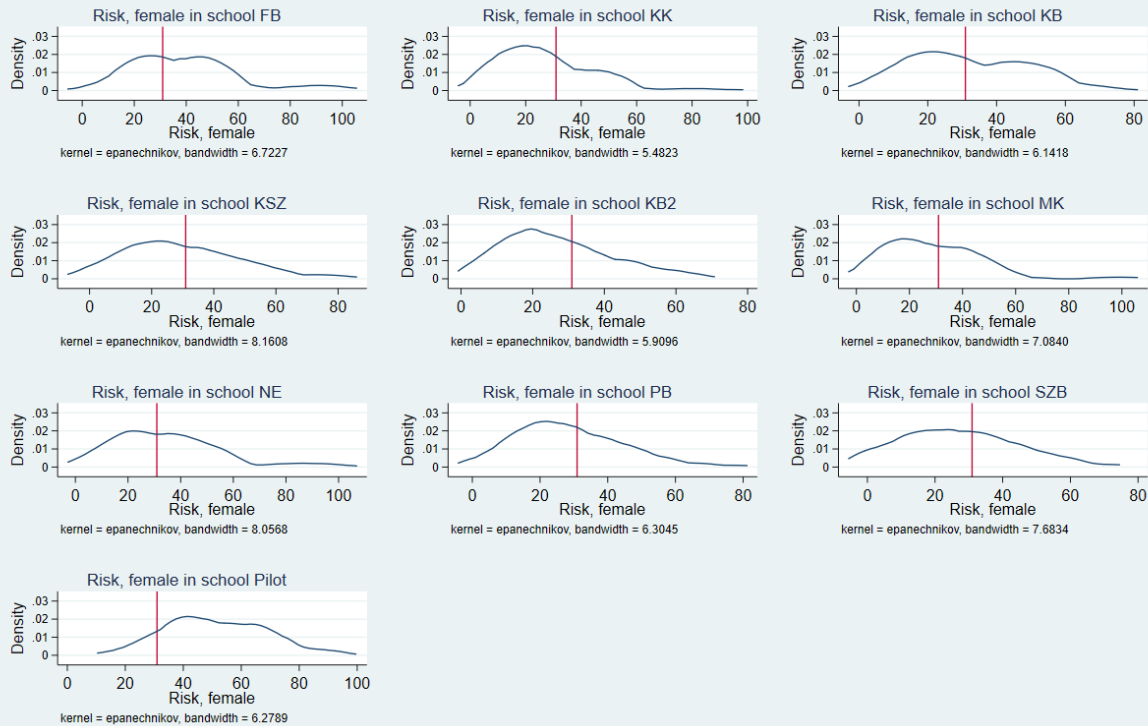 Risk, female in school FB
Density
.03
.02
.01
0
0 20 40 60 80 100
Risk, female
kernel = epanechnikov, bandwidth = 6.7227
Risk, female in school KK
Density
.03
.02
.01
0
0 20 40 60 80 100
Risk, female
kernel = epanechnikov, bandwidth = 5.4823
Risk, female in school KB
Density
.03
.02
.01
0
0 20 40 60 80
Risk, female
kernel = epanechnikov, bandwidth = 6.1418
Risk, female in school KSZ
Density
.03
.02
.01
0
0 20 40 60 80
Risk, female
kernel = epanechnikov, bandwidth = 8.1608
Risk, female in school KB2
Density
.03
.02
.01
0
0 20 40 60 80
Risk, female
kernel = epanechnikov, bandwidth = 5.9096
Risk, female in school MK
Density
.03
.02
.01
0
0 20 40 60 80 100
Risk, female
kernel = epanechnikov, bandwidth = 7.0840
Risk, female in school NE
Density
.03
.02
.01
0
0 20 40 60 80 100
Risk, female
kernel = epanechnikov, bandwidth = 8.0568
Risk, female in school PB
Density
.03
.02
.01
0
0 20 40 60 80
Risk, female
kernel = epanechnikov, bandwidth = 6.3045
Risk, female in school SZB
Density
.03
.02
.01
0
0 20 40 60 80
Risk, female
kernel = epanechnikov, bandwidth = 7.6834
Risk, female in school Pilot
Density
.03
.02
.01
0
0 20 40 60 80 100
Risk, female
kernel = epanechnikov, bandwidth = 6.2789